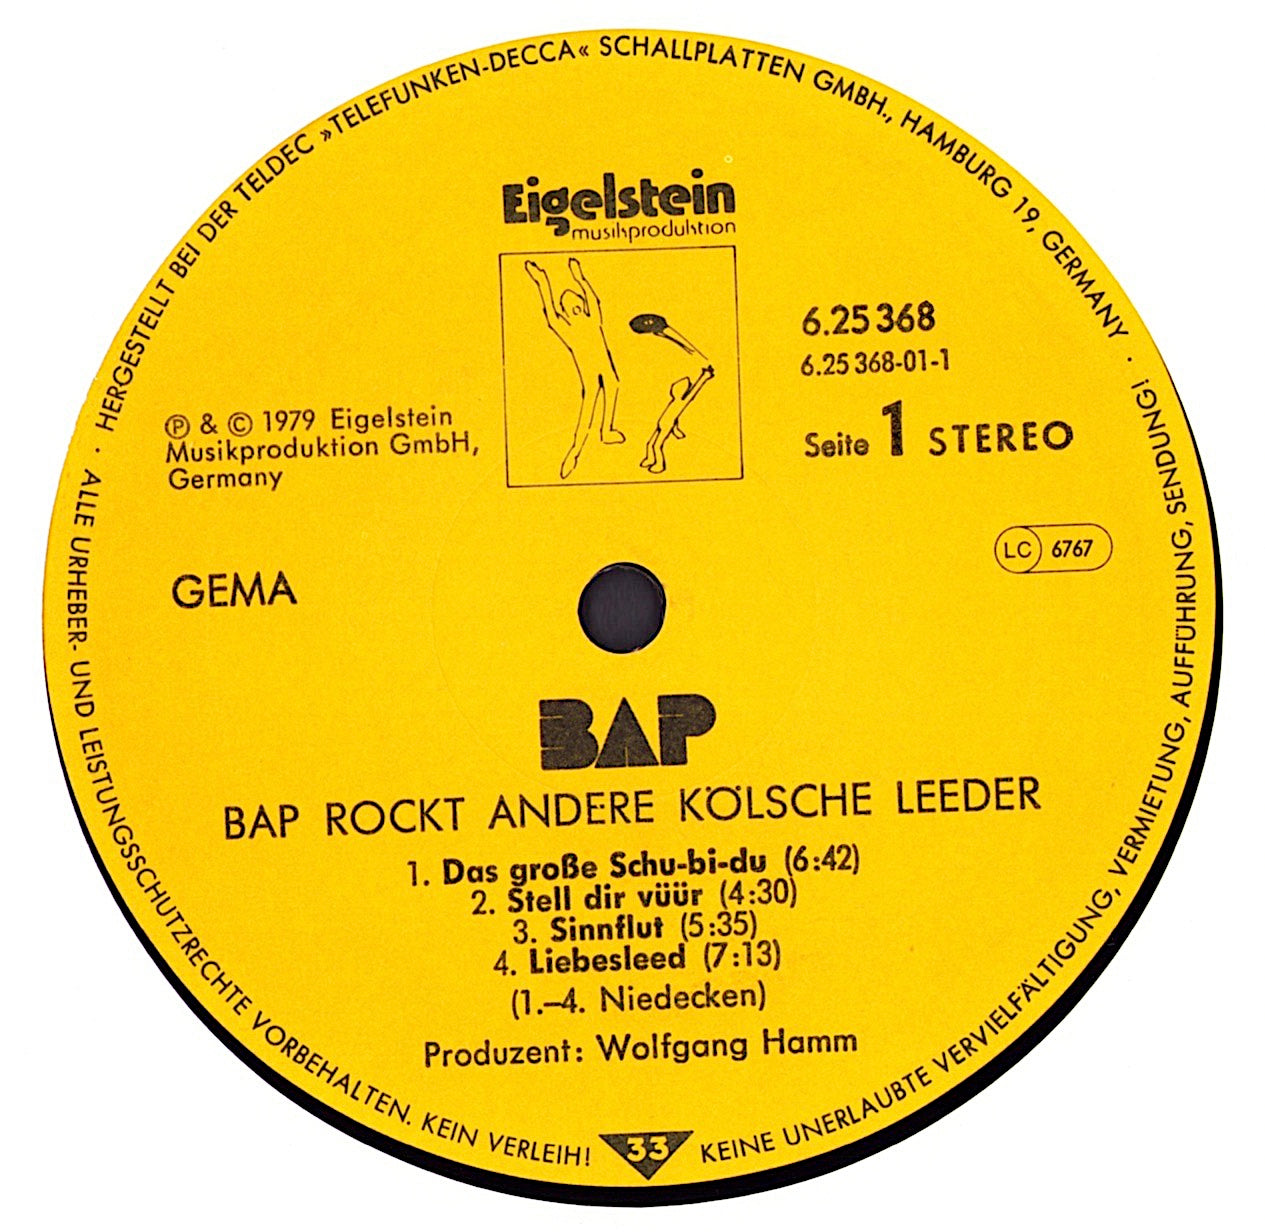 HERGESTELLT BEI DER TELDEC »TELEFUNKEN-DECCA« SCHALLPLATTEN GMBH., HAMBURG 19, GERMANY ·
Eigelstein
musikproduktion
6.25 368
6.25 368-01-1
Seite 1 STEREO
℗ & © 1979 Eigelstein
Musikproduktion GmbH,
Germany
LC 6767
GEMA
BAP
BAP ROCKT ANDERE KÖLSCHE LEEDER
1. Das große Schu-bi-du (6:42)
2. Stell dir vüür (4:30)
3. Sinnflut (5:35)
4. Liebesleed (7:13)
(1.–4. Niedecken)
Produzent: Wolfgang Hamm
33
· ALLE URHEBER- UND LEISTUNGSSCHUTZRECHTE VORBEHALTEN. KEIN VERLEIH! KEINE UNERLAUBTE VERVIELFÄLTIGUNG, VERMIETUNG, AUFFÜHRUNG, SENDUNG!